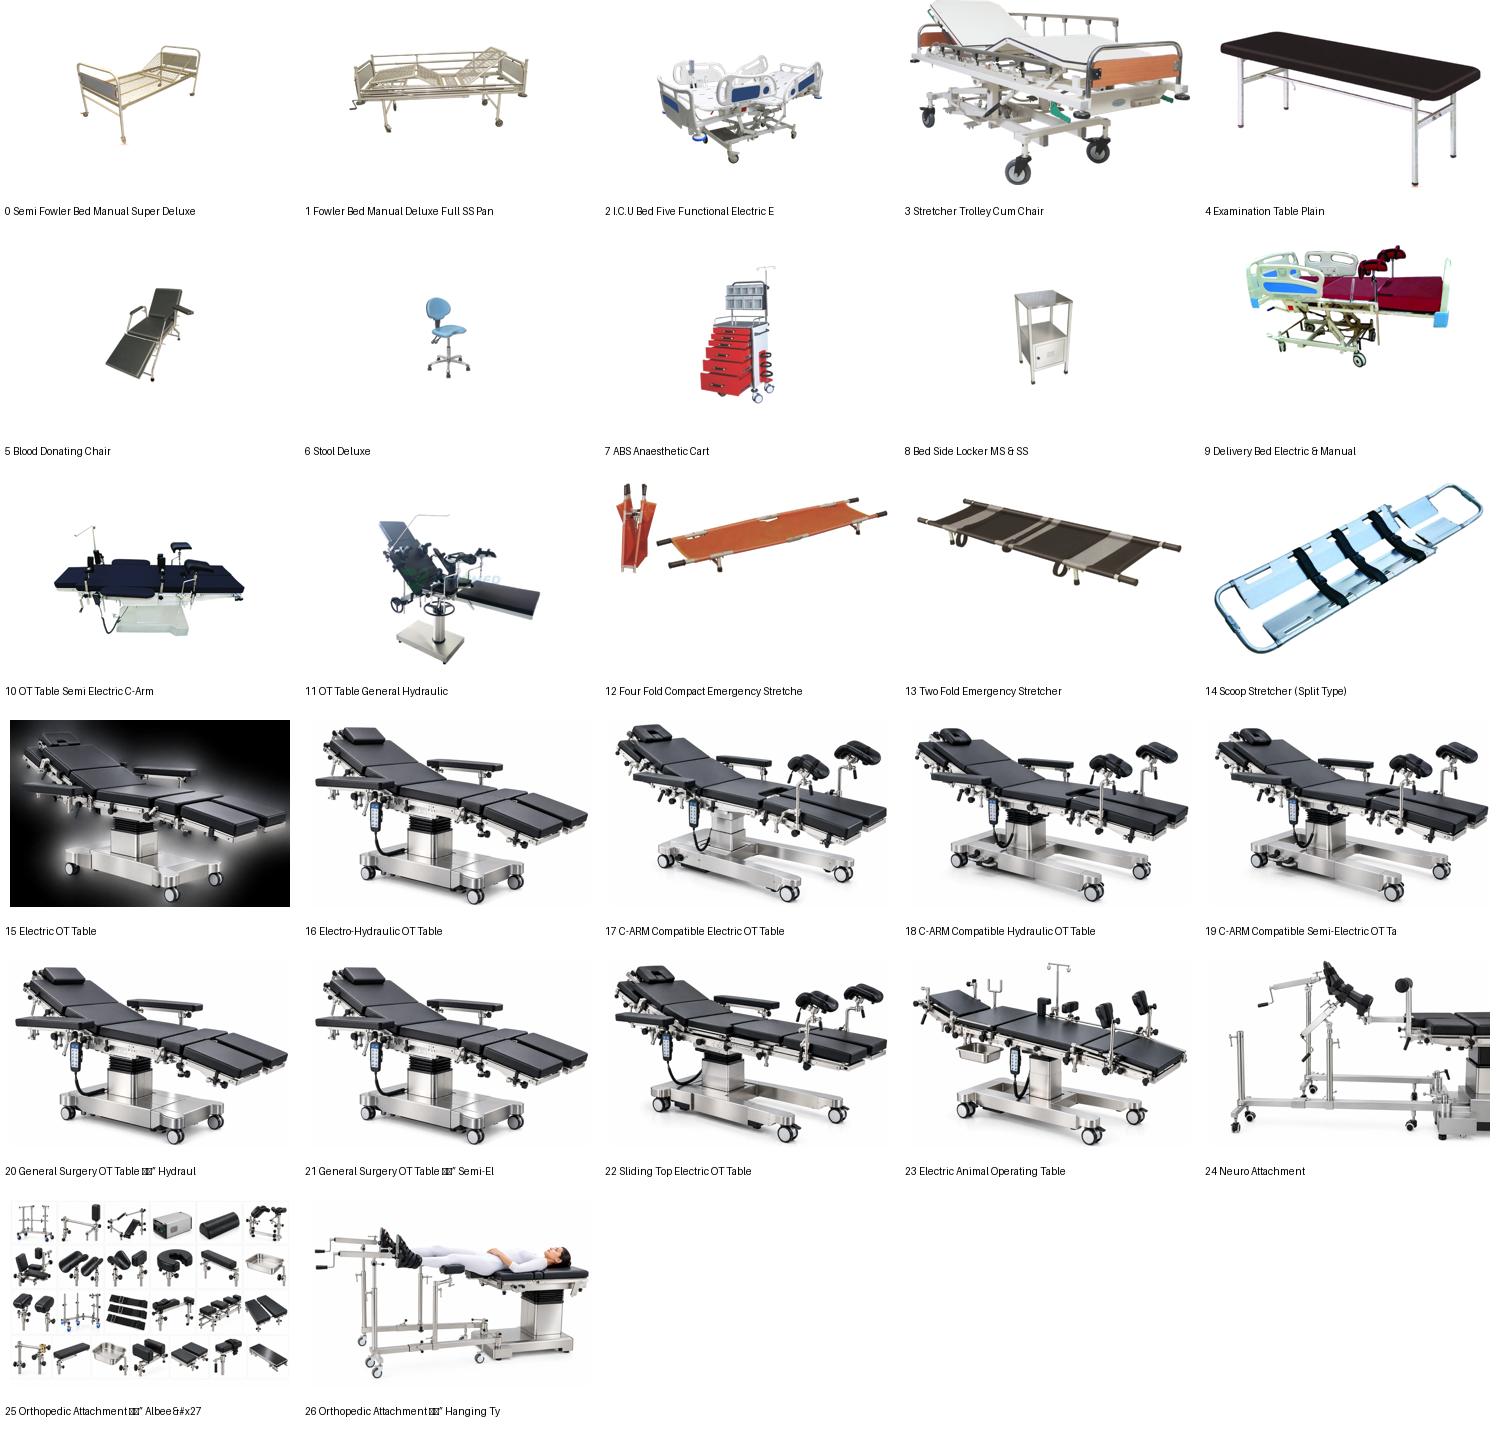 0 Semi Fowler Bed Manual Super Deluxe
1 Fowler Bed Manual Deluxe Full SS Pan
2 I.C.U Bed Five Functional Electric E
3 Stretcher Trolley Cum Chair
4 Examination Table Plain
5 Blood Donating Chair
6 Stool Deluxe
7 ABS Anaesthetic Cart
8 Bed Side Locker MS & SS
9 Delivery Bed Electric & Manual
10 OT Table Semi Electric C-Arm
11 OT Table General Hydraulic
12 Four Fold Compact Emergency Stretche
13 Two Fold Emergency Stretcher
14 Scoop Stretcher (Split Type)
15 Electric OT Table
16 Electro-Hydraulic OT Table
17 C-ARM Compatible Electric OT Table
18 C-ARM Compatible Hydraulic OT Table
19 C-ARM Compatible Semi-Electric OT Ta
20 General Surgery OT Table " Hydraul
21 General Surgery OT Table " Semi-El
22 Sliding Top Electric OT Table
23 Electric Animal Operating Table
24 Neuro Attachment
25 Orthopedic Attachment " Albee&#x27
26 Orthopedic Attachment " Hanging Ty